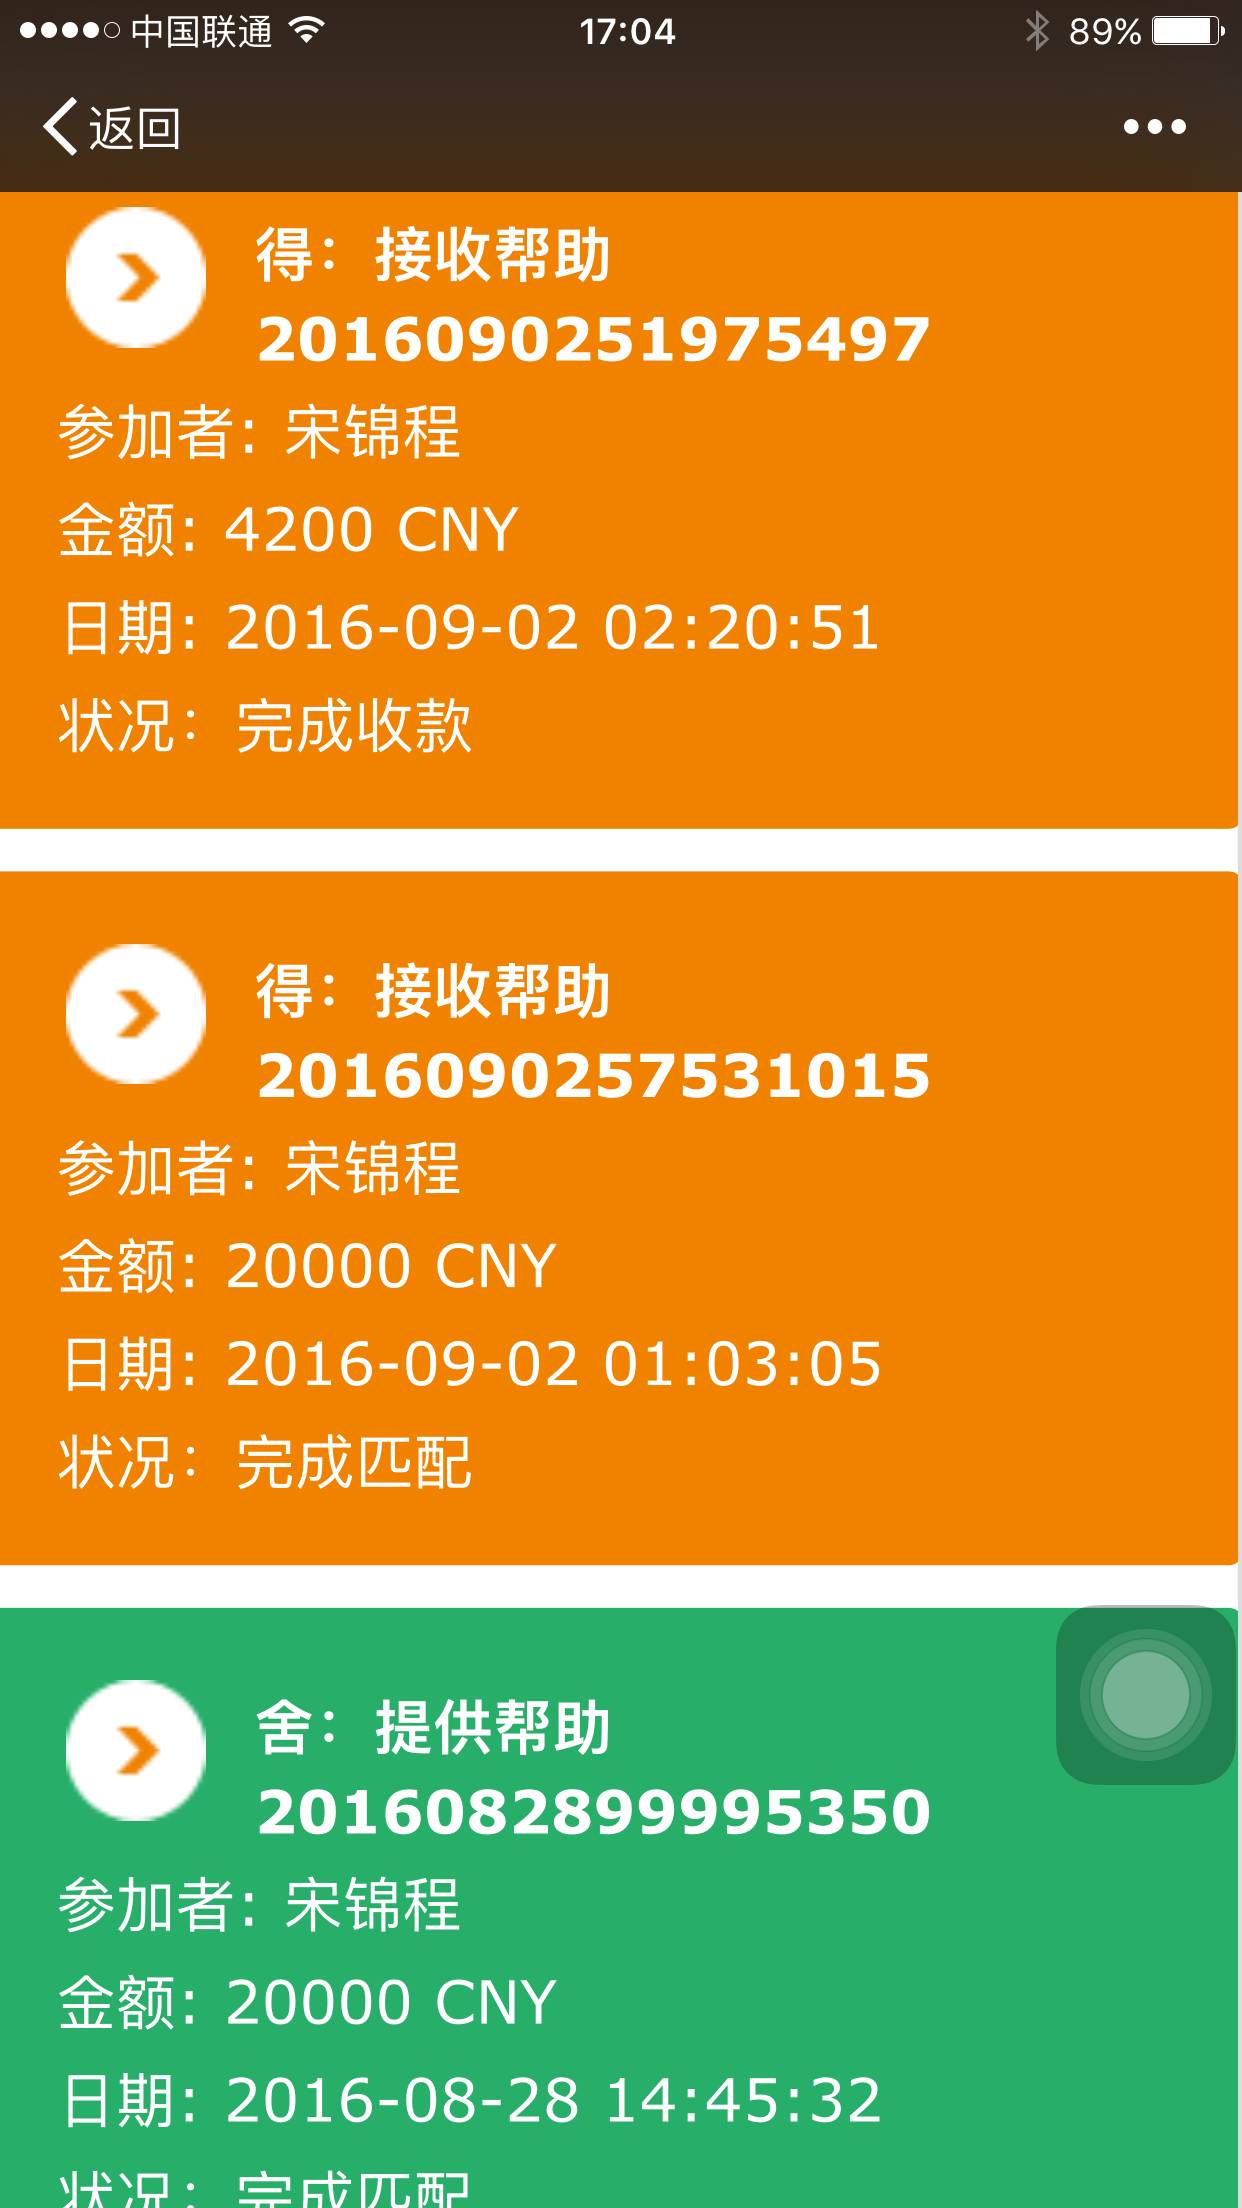 中国联通 17:04 89%
返回
得：接收帮助
2016090251975497
参加者: 宋锦程
金额: 4200 CNY
日期: 2016-09-02 02:20:51
状况：完成收款
得：接收帮助
2016090257531015
参加者: 宋锦程
金额: 20000 CNY
日期: 2016-09-02 01:03:05
状况：完成匹配
舍：提供帮助
2016082899995350
参加者: 宋锦程
金额: 20000 CNY
日期: 2016-08-28 14:45:32
状况：完成匹配